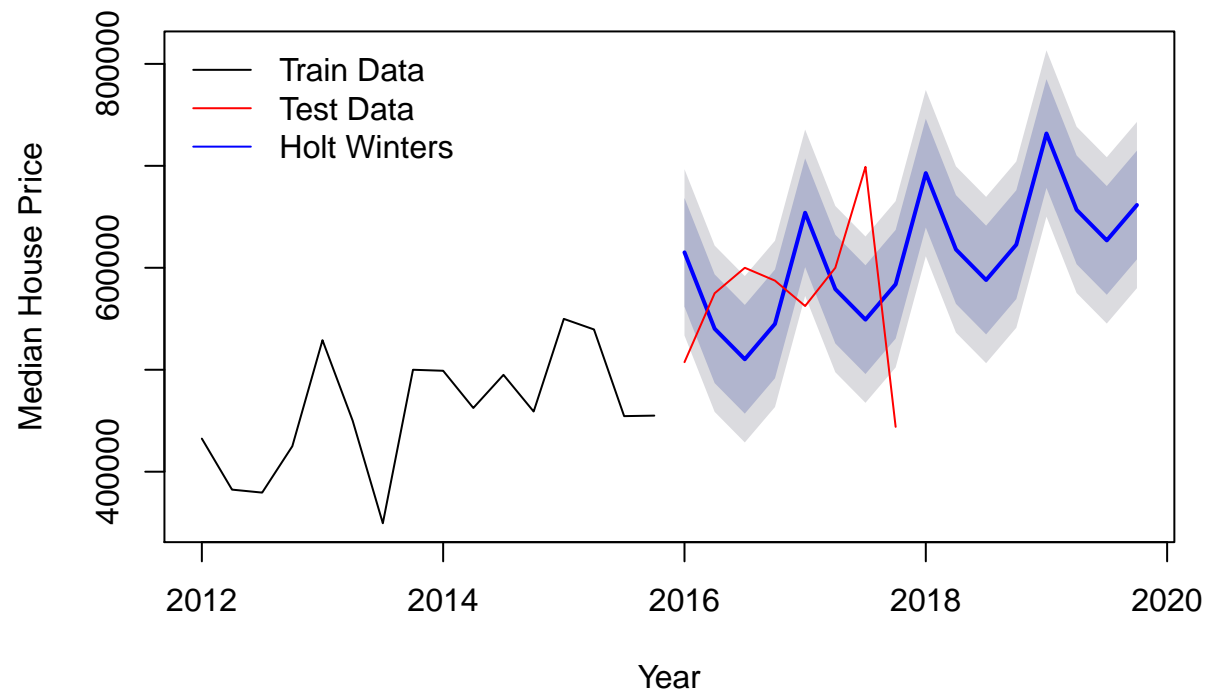 Median House Price
800000
600000
400000
Train Data
Test Data
Holt Winters
2012
2014
2016
2018
2020
Year